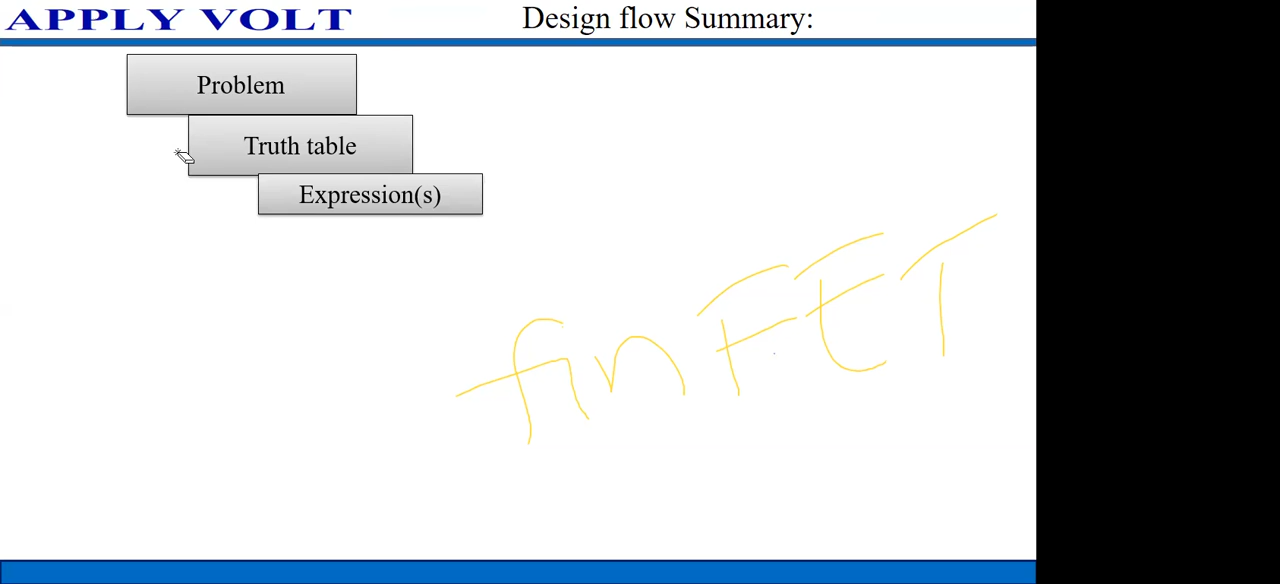 APPLY VOLT
Design flow Summary:
Problem
Truth table
Expression(s)
finFET